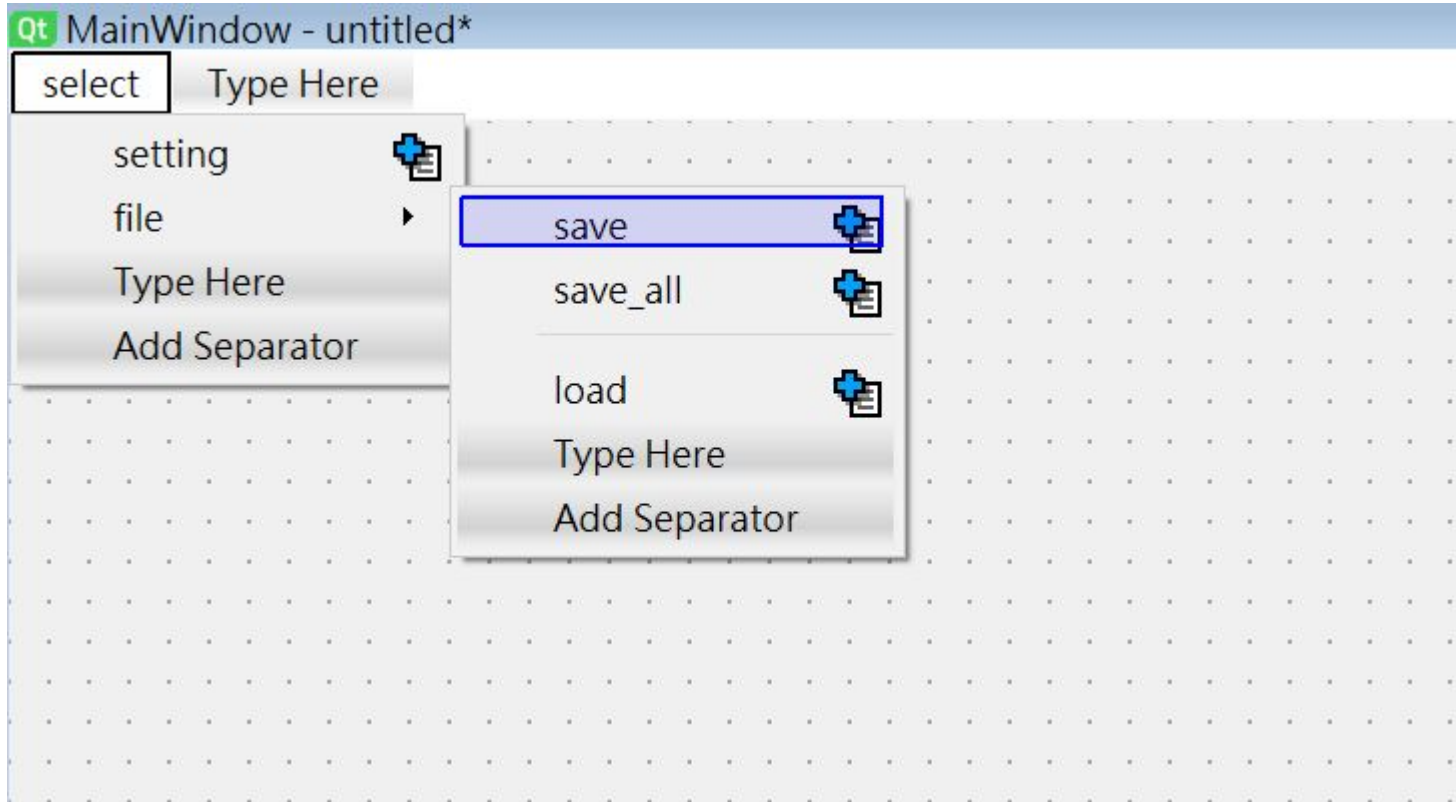 Qt MainWindow - untitled*
select Type Here
setting
file
Type Here
Add Separator
save
save_all
load
Type Here
Add Separator